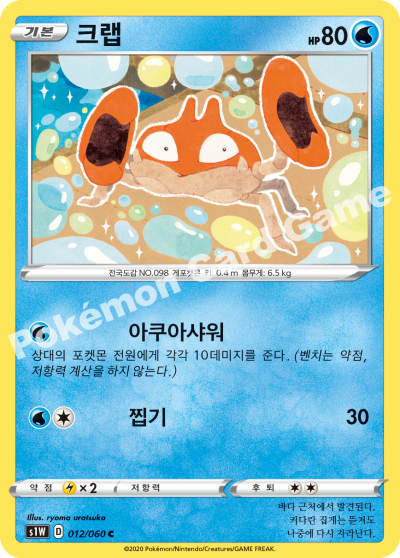 기본 크랩 HP 80
전국도감 NO.098 게포켓몬 키: 0.4 m 몸무게: 6.5 kg
Pokémon Card Game
아쿠아샤워
상대의 포켓몬 전원에게 각각 10데미지를 준다. (벤치는 약점,
저항력 계산을 하지 않는다.)
찝기 30
약점 ×2 저항력 후퇴
Illus. ryoma uratsuka
s1W D 012/060 C
바다 근처에서 발견된다.
커다란 집게는 뜯겨도
나중에 다시 자라난다.
©2020 Pokémon/Nintendo/Creatures/GAME FREAK.